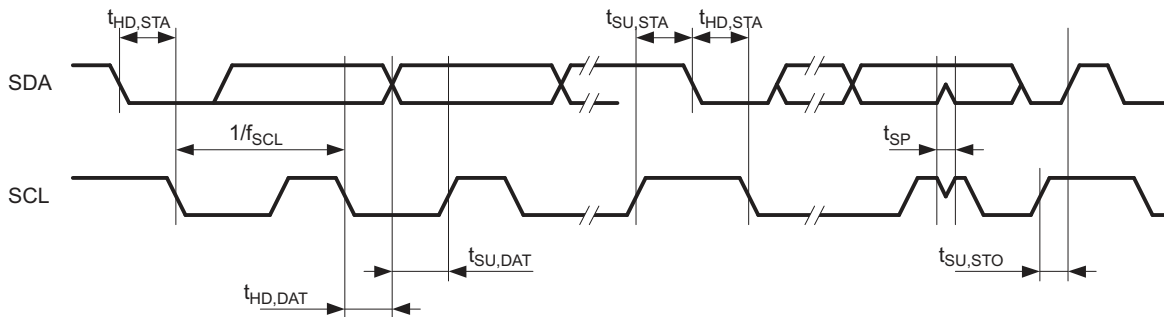 tHD,STA
tSU,STA
tHD,STA
SDA
1/fSCL
tSP
SCL
tSU,DAT
tSU,STO
tHD,DAT